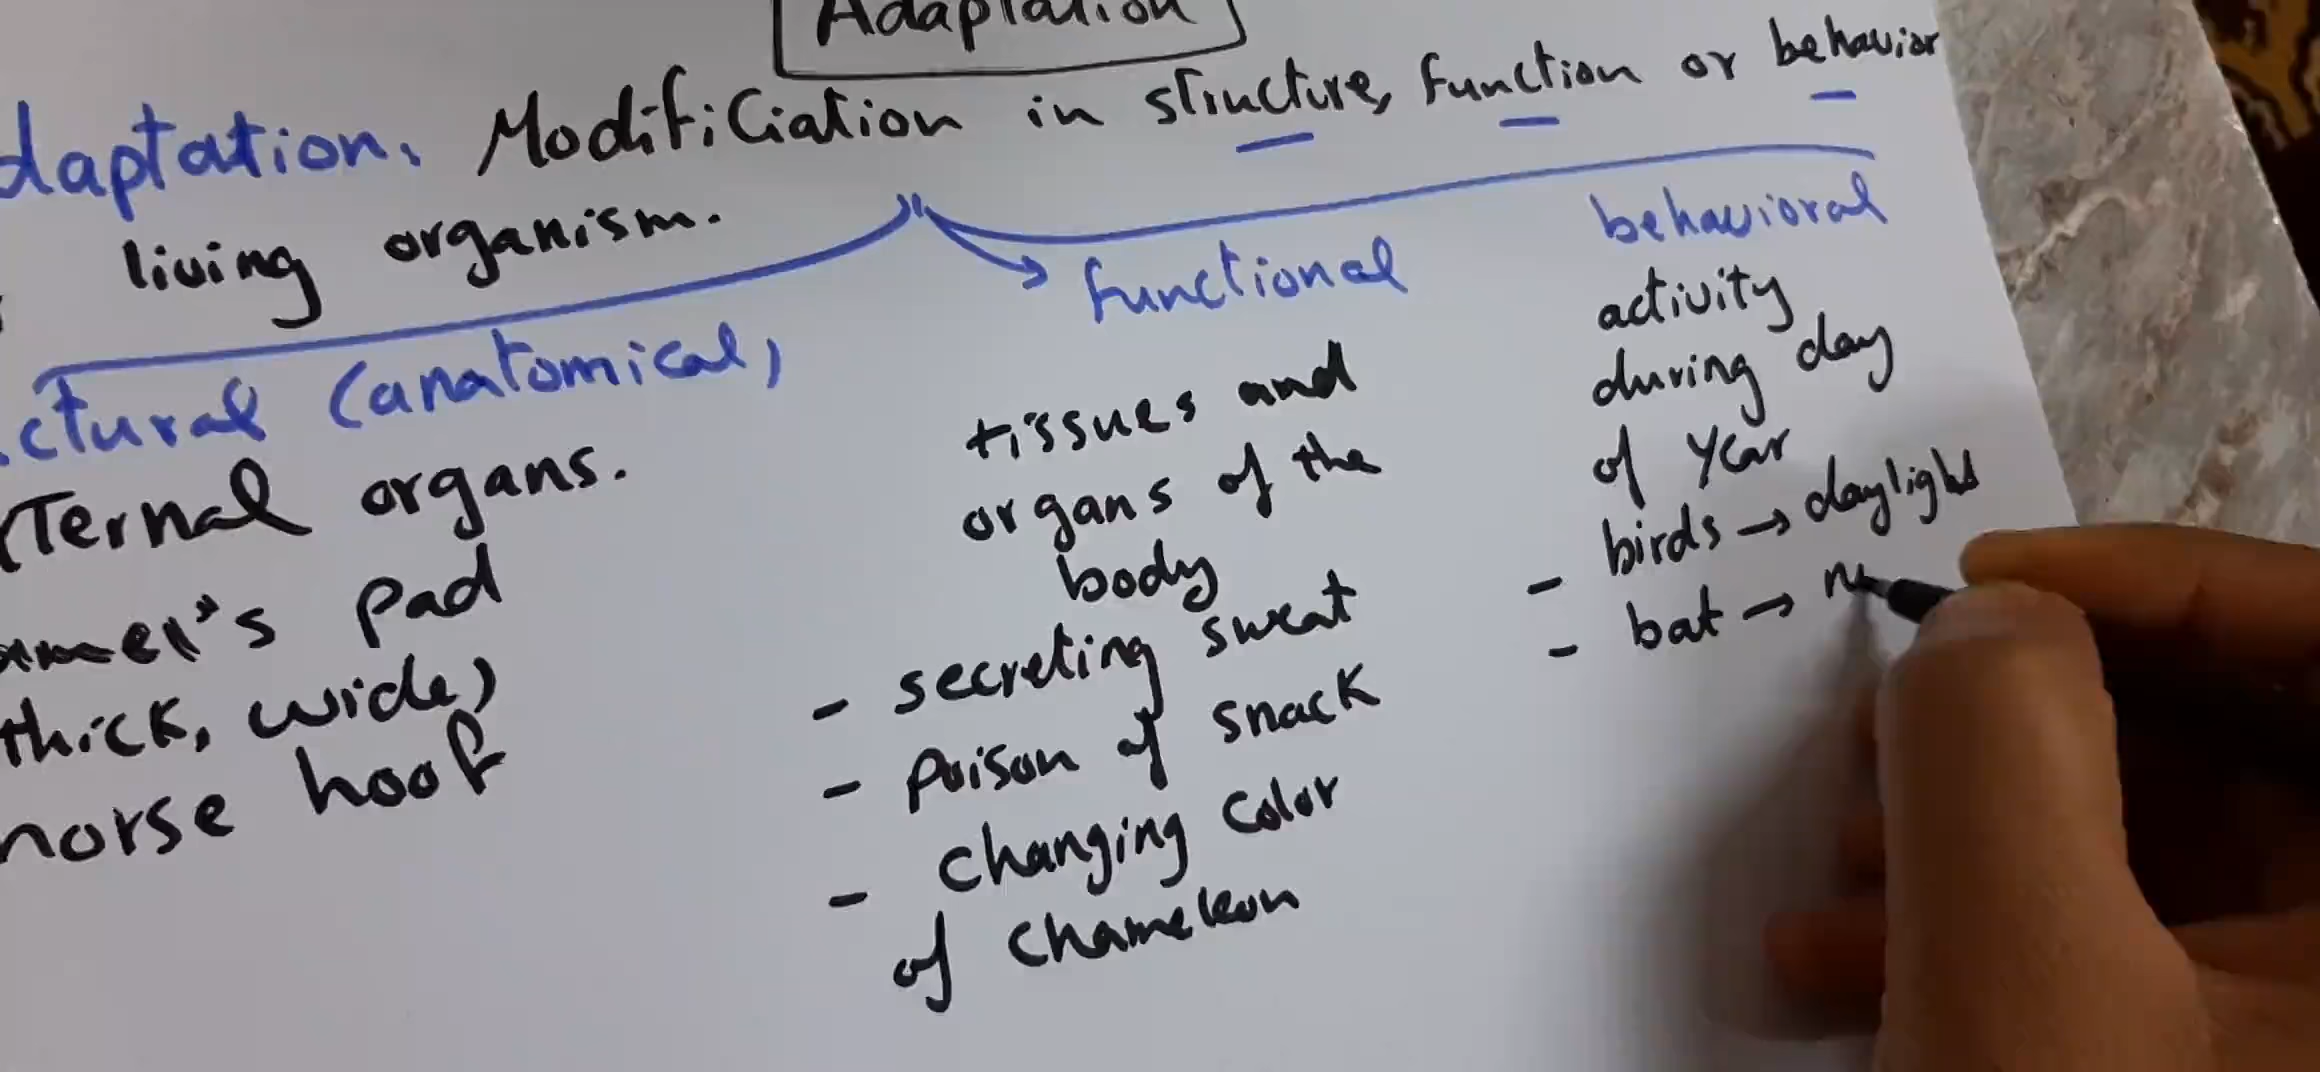 Adaptation
daptation. Modificiation in structure, function or behavior
living organism.
ctural (anatomical)
ternal organs.
amel's pad
thick, wide)
horse hoof
functional
tissues and
organs of the
body
- secreting sweat
- Poison of snack
- changing color
of chameleon
behavioral
activity
during day
of year
- birds → daylight
- bat →